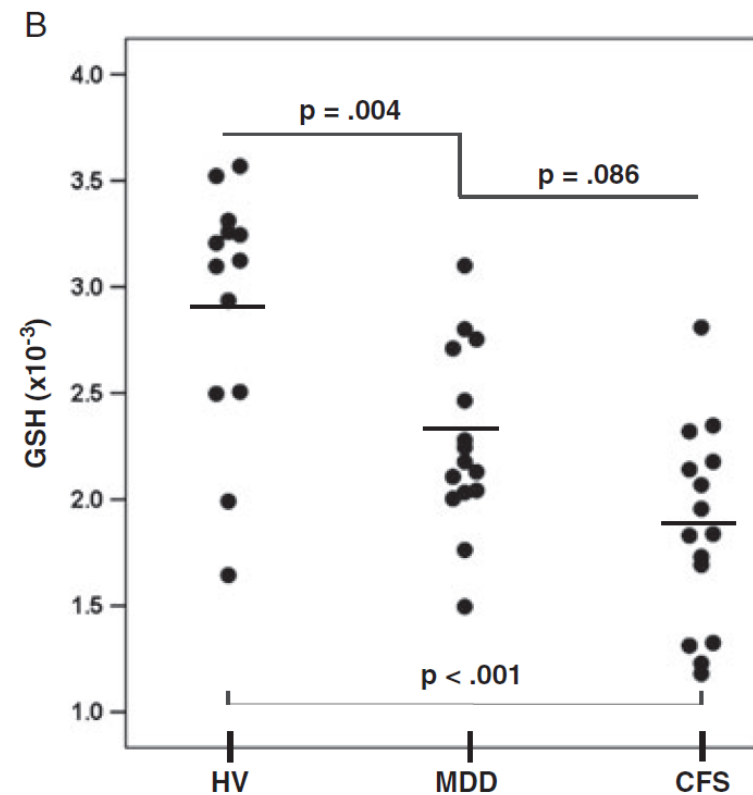 B
4.0
p = .004
3.5
p = .086
3.0
2.5
GSH (x10⁻³)
2.0
1.5
p < .001
1.0
HV MDD CFS